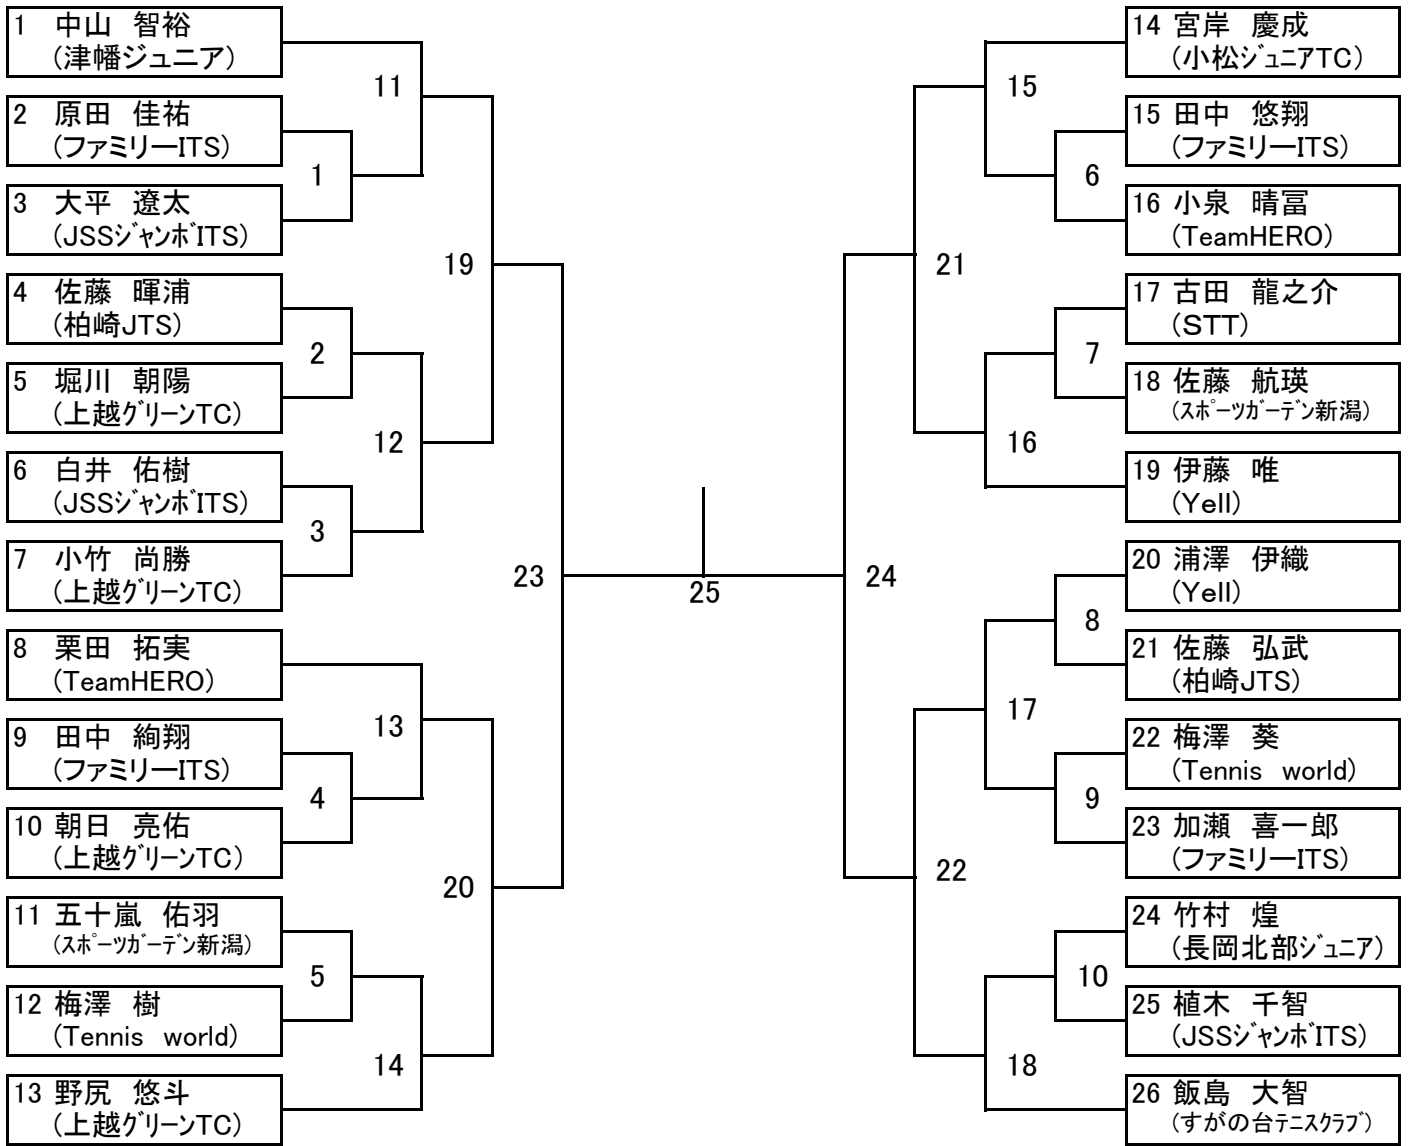 1 中山　智裕
(津幡ジュニア)
2 原田　佳祐
(ファミリーITS)
3 大平　遼太
(JSSｼﾞｬﾝﾎﾞITS)
4 佐藤　暉浦
(柏崎JTS)
5 堀川　朝陽
(上越ｸﾞﾘｰﾝTC)
6 白井　佑樹
(JSSｼﾞｬﾝﾎﾞITS)
7 小竹　尚勝
(上越ｸﾞﾘｰﾝTC)
8 栗田　拓実
(TeamHERO)
9 田中　絢翔
(ファミリーITS)
10 朝日　亮佑
(上越ｸﾞﾘｰﾝTC)
11 五十嵐　佑羽
(ｽﾎﾟｰﾂｶﾞｰﾃﾞﾝ新潟)
12 梅澤　樹
(Tennis　world)
13 野尻　悠斗
(上越ｸﾞﾘｰﾝTC)
1
2
3
4
5
11
12
13
14
19
20
23
25
24
21
22
15
16
17
18
6
7
8
9
10
14 宮岸　慶成
(小松ｼﾞｭﾆｱTC)
15 田中　悠翔
(ファミリーITS)
16 小泉　晴冨
(TeamHERO)
17 古田　龍之介
(STT)
18 佐藤　航瑛
(ｽﾎﾟｰﾂｶﾞｰﾃﾞﾝ新潟)
19 伊藤　唯
(Yell)
20 浦澤　伊織
(Yell)
21 佐藤　弘武
(柏崎JTS)
22 梅澤　葵
(Tennis　world)
23 加瀬　喜一郎
(ファミリーITS)
24 竹村　煌
(長岡北部ｼﾞｭﾆｱ)
25 植木　千智
(JSSｼﾞｬﾝﾎﾞITS)
26 飯島　大智
(すがの台ﾃﾆｽｸﾗﾌﾞ)